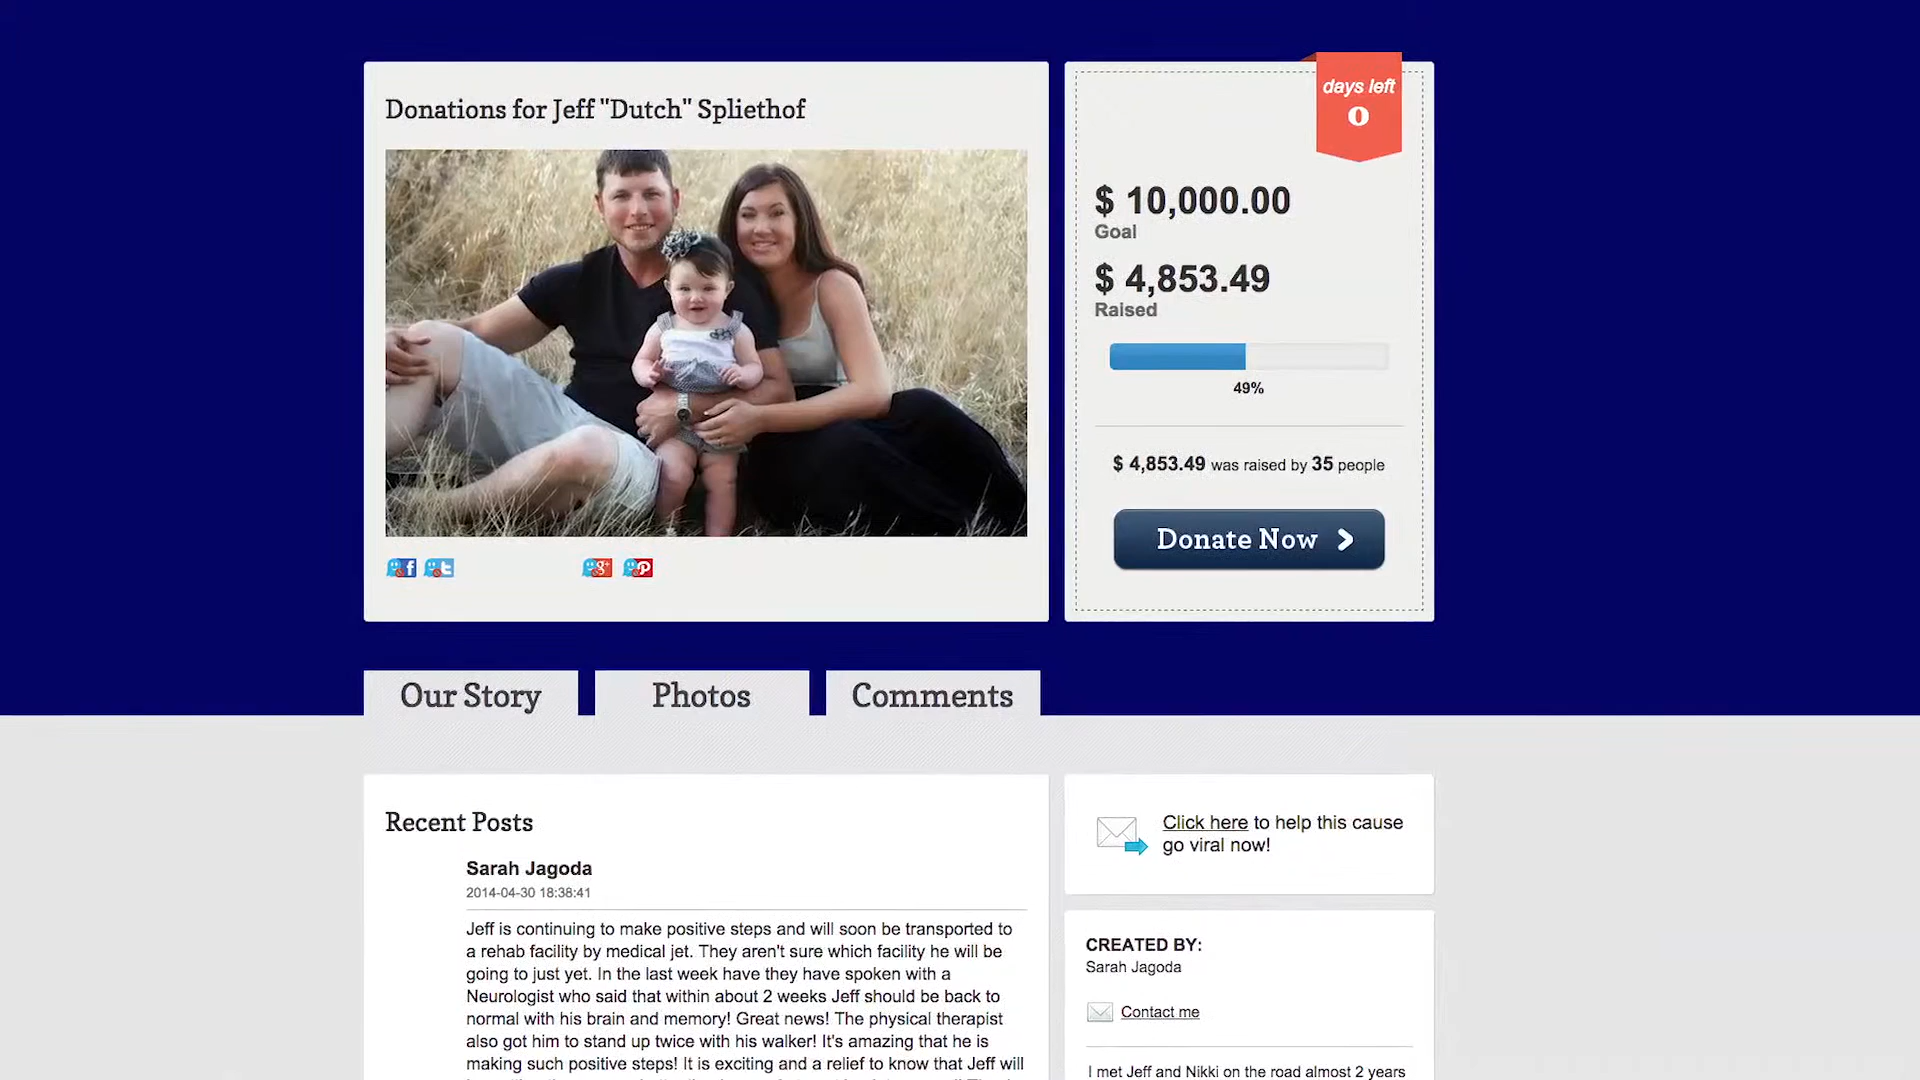 Donations for Jeff "Dutch" Spliethof
days left
0
$ 10,000.00
Goal
$ 4,853.49
Raised
49%
$ 4,853.49 was raised by 35 people
Donate Now
Our Story
Photos
Comments
Recent Posts
Sarah Jagoda
2014-04-30 18:38:41
Jeff is continuing to make positive steps and will soon be transported to
a rehab facility by medical jet. They aren't sure which facility he will be
going to just yet. In the last week have they have spoken with a
Neurologist who said that within about 2 weeks Jeff should be back to
normal with his brain and memory! Great news! The physical therapist
also got him to stand up twice with his walker! It's amazing that he is
making such positive steps! It is exciting and a relief to know that Jeff will
Click here to help this cause
go viral now!
CREATED BY:
Sarah Jagoda
Contact me
I met Jeff and Nikki on the road almost 2 years